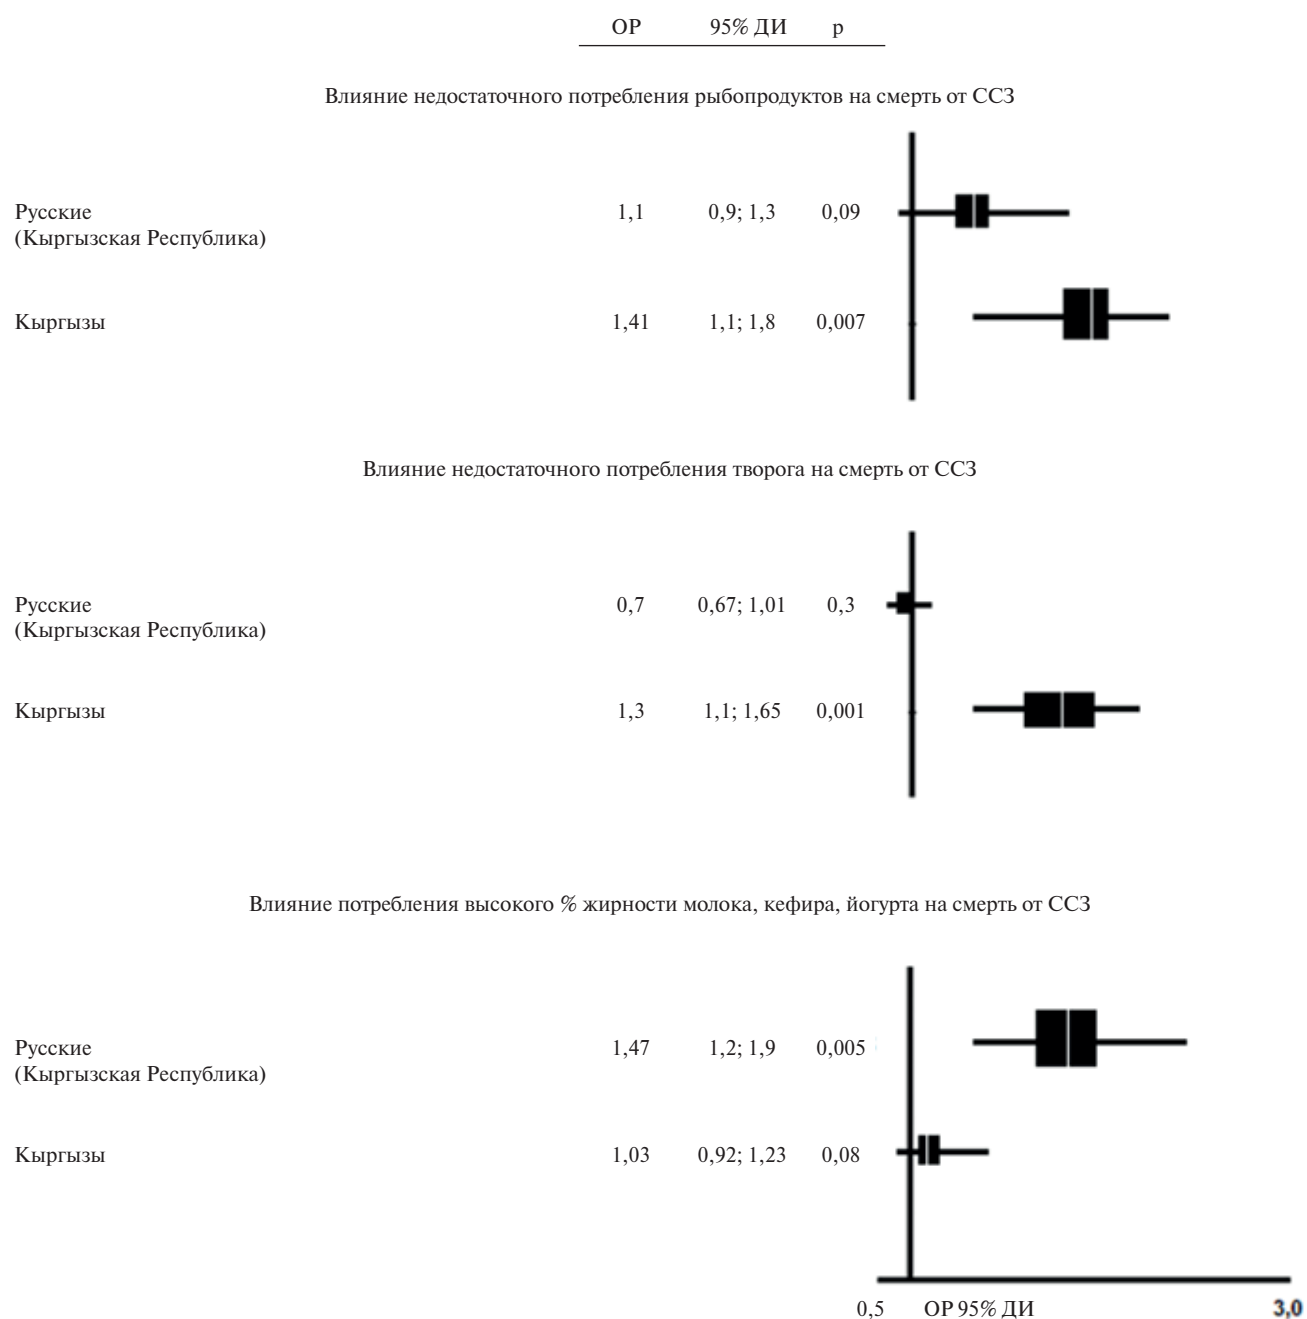 ОР 95% ДИ р
Влияние недостаточного потребления рыбопродуктов на смерть от ССЗ
Русские 1,1 0,9; 1,3 0,09
(Кыргызская Республика)
Кыргызы 1,41 1,1; 1,8 0,007
Влияние недостаточного потребления творога на смерть от ССЗ
Русские 0,7 0,67; 1,01 0,3
(Кыргызская Республика)
Кыргызы 1,3 1,1; 1,65 0,001
Влияние потребления высокого % жирности молока, кефира, йогурта на смерть от ССЗ
Русские 1,47 1,2; 1,9 0,005
(Кыргызская Республика)
Кыргызы 1,03 0,92; 1,23 0,08
0,5 ОР 95% ДИ 3,0